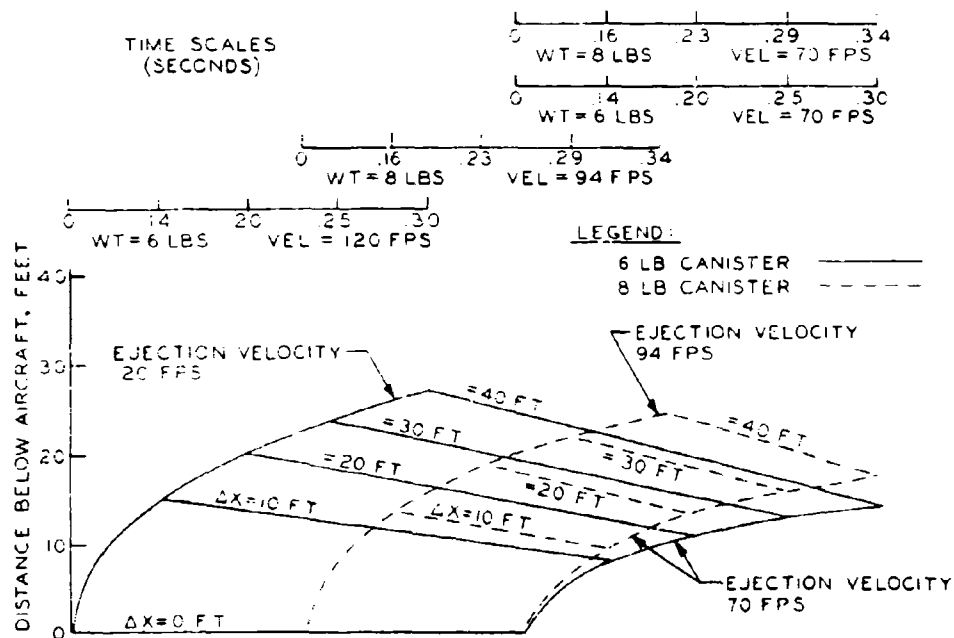 TIME SCALES
(SECONDS)
0 .16 .23 .29 .34
WT = 8 LBS VEL = 70 FPS
0 .14 .20 .25 .30
WT = 6 LBS VEL = 70 FPS
0 .16 .23 .29 .34
WT = 8 LBS VEL = 94 FPS
0 .14 .20 .25 .30
WT = 6 LBS VEL = 120 FPS
LEGEND:
6 LB CANISTER
8 LB CANISTER
DISTANCE BELOW AIRCRAFT, FEET
40
30
20
10
0
EJECTION VELOCITY
20 FPS
EJECTION VELOCITY
94 FPS
= 40 FT
= 40 FT
= 30 FT
= 30 FT
= 20 FT
= 20 FT
ΔX = 10 FT
ΔX = 10 FT
EJECTION VELOCITY
70 FPS
ΔX = 0 FT